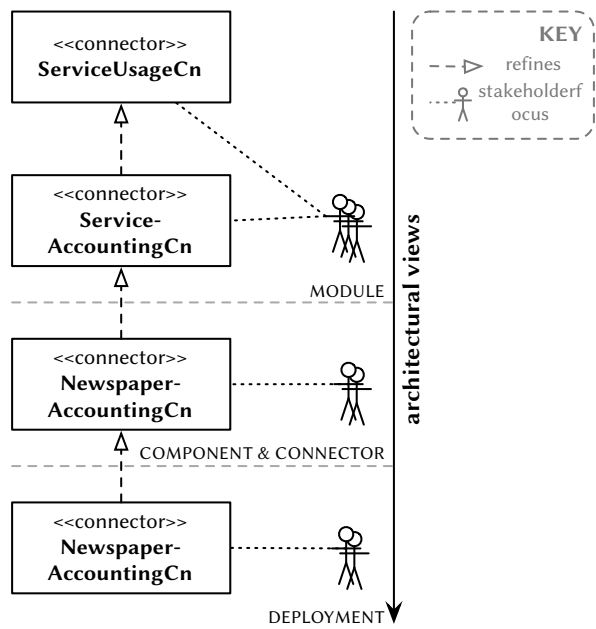 <<connector>>
ServiceUsageCn
KEY
refines
stakeholderf
ocus
<<connector>>
Service-
AccountingCn
MODULE
architectural views
<<connector>>
Newspaper-
AccountingCn
COMPONENT & CONNECTOR
<<connector>>
Newspaper-
AccountingCn
DEPLOYMENT